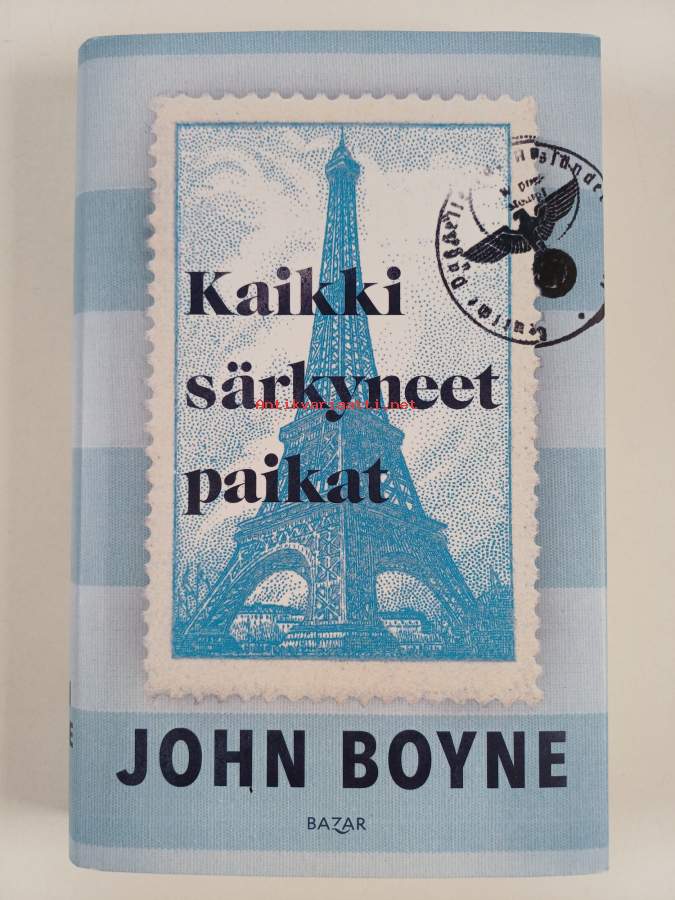 Kaikki
särkyneet
Antikvariaatti.net
paikat
JOHN BOYNE
BAZAR